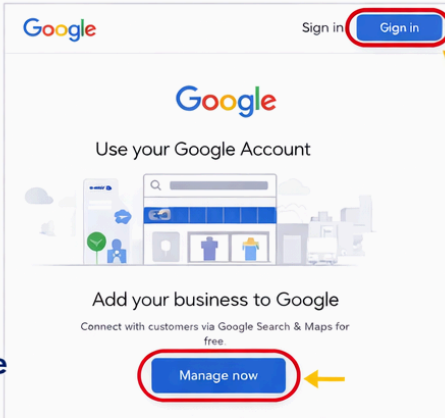 Google
Sign in
Gign in
Google
Use your Google Account
Add your business to Google
Connect with customers via Google Search & Maps for
free.
e
Manage now